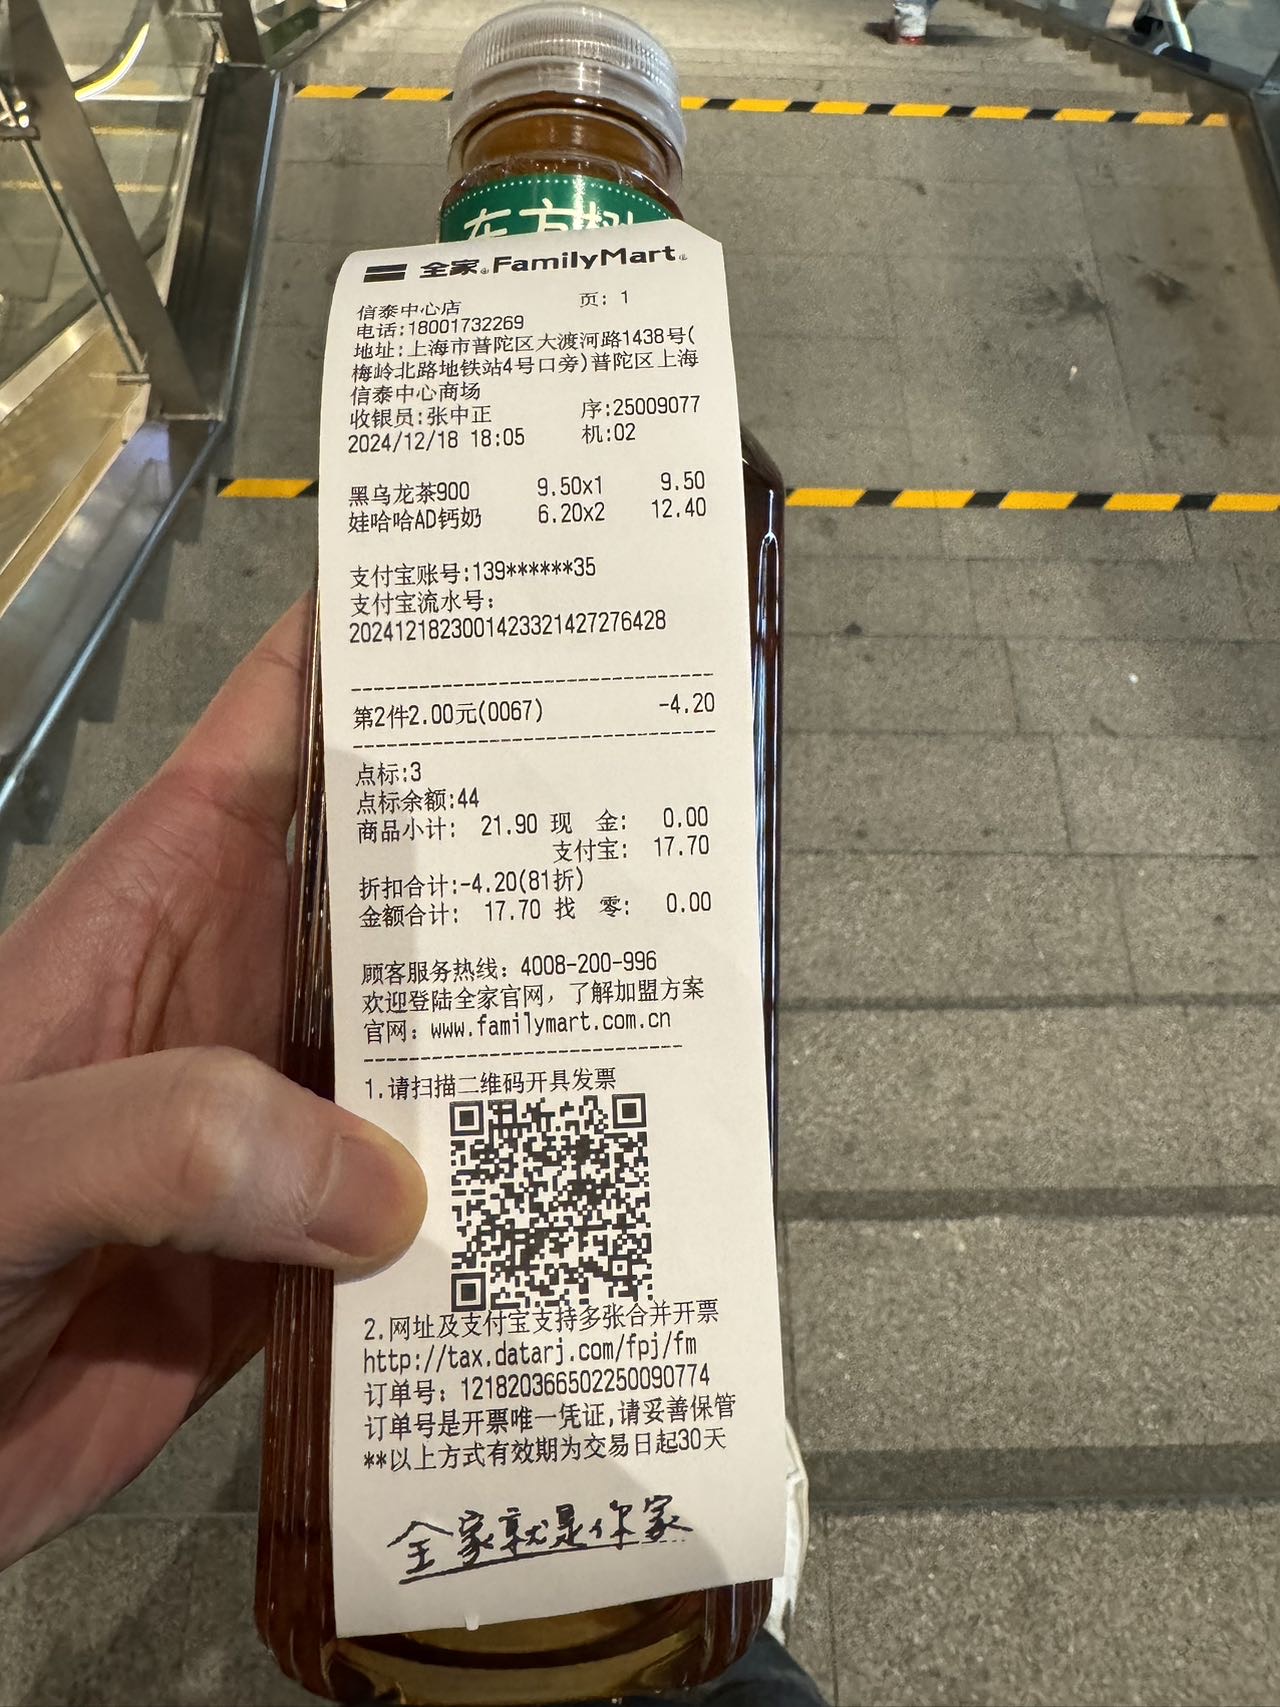 东方树
全家 FamilyMart
信泰中心店 页: 1
电话:18001732269
地址:上海市普陀区大渡河路1438号(
梅岭北路地铁站4号口旁)普陀区上海
信泰中心商场
收银员:张中正 序:25009077
2024/12/18 18:05 机:02
黑乌龙茶900 9.50x1 9.50
娃哈哈AD钙奶 6.20x2 12.40
支付宝账号:139******35
支付宝流水号:
2024121823001423321427276428
第2件2.00元(0067) -4.20
点标:3
点标余额:44
商品小计: 21.90 现 金: 0.00
支付宝: 17.70
折扣合计:-4.20(81折)
金额合计: 17.70 找 零: 0.00
顾客服务热线: 4008-200-996
欢迎登陆全家官网，了解加盟方案
官网: www.familymart.com.cn
1.请扫描二维码开具发票
2.网址及支付宝支持多张合并开票
http://tax.datarj.com/fpj/fm
订单号: 121820366502250090774
订单号是开票唯一凭证,请妥善保管
**以上方式有效期为交易日起30天
全家就是你家